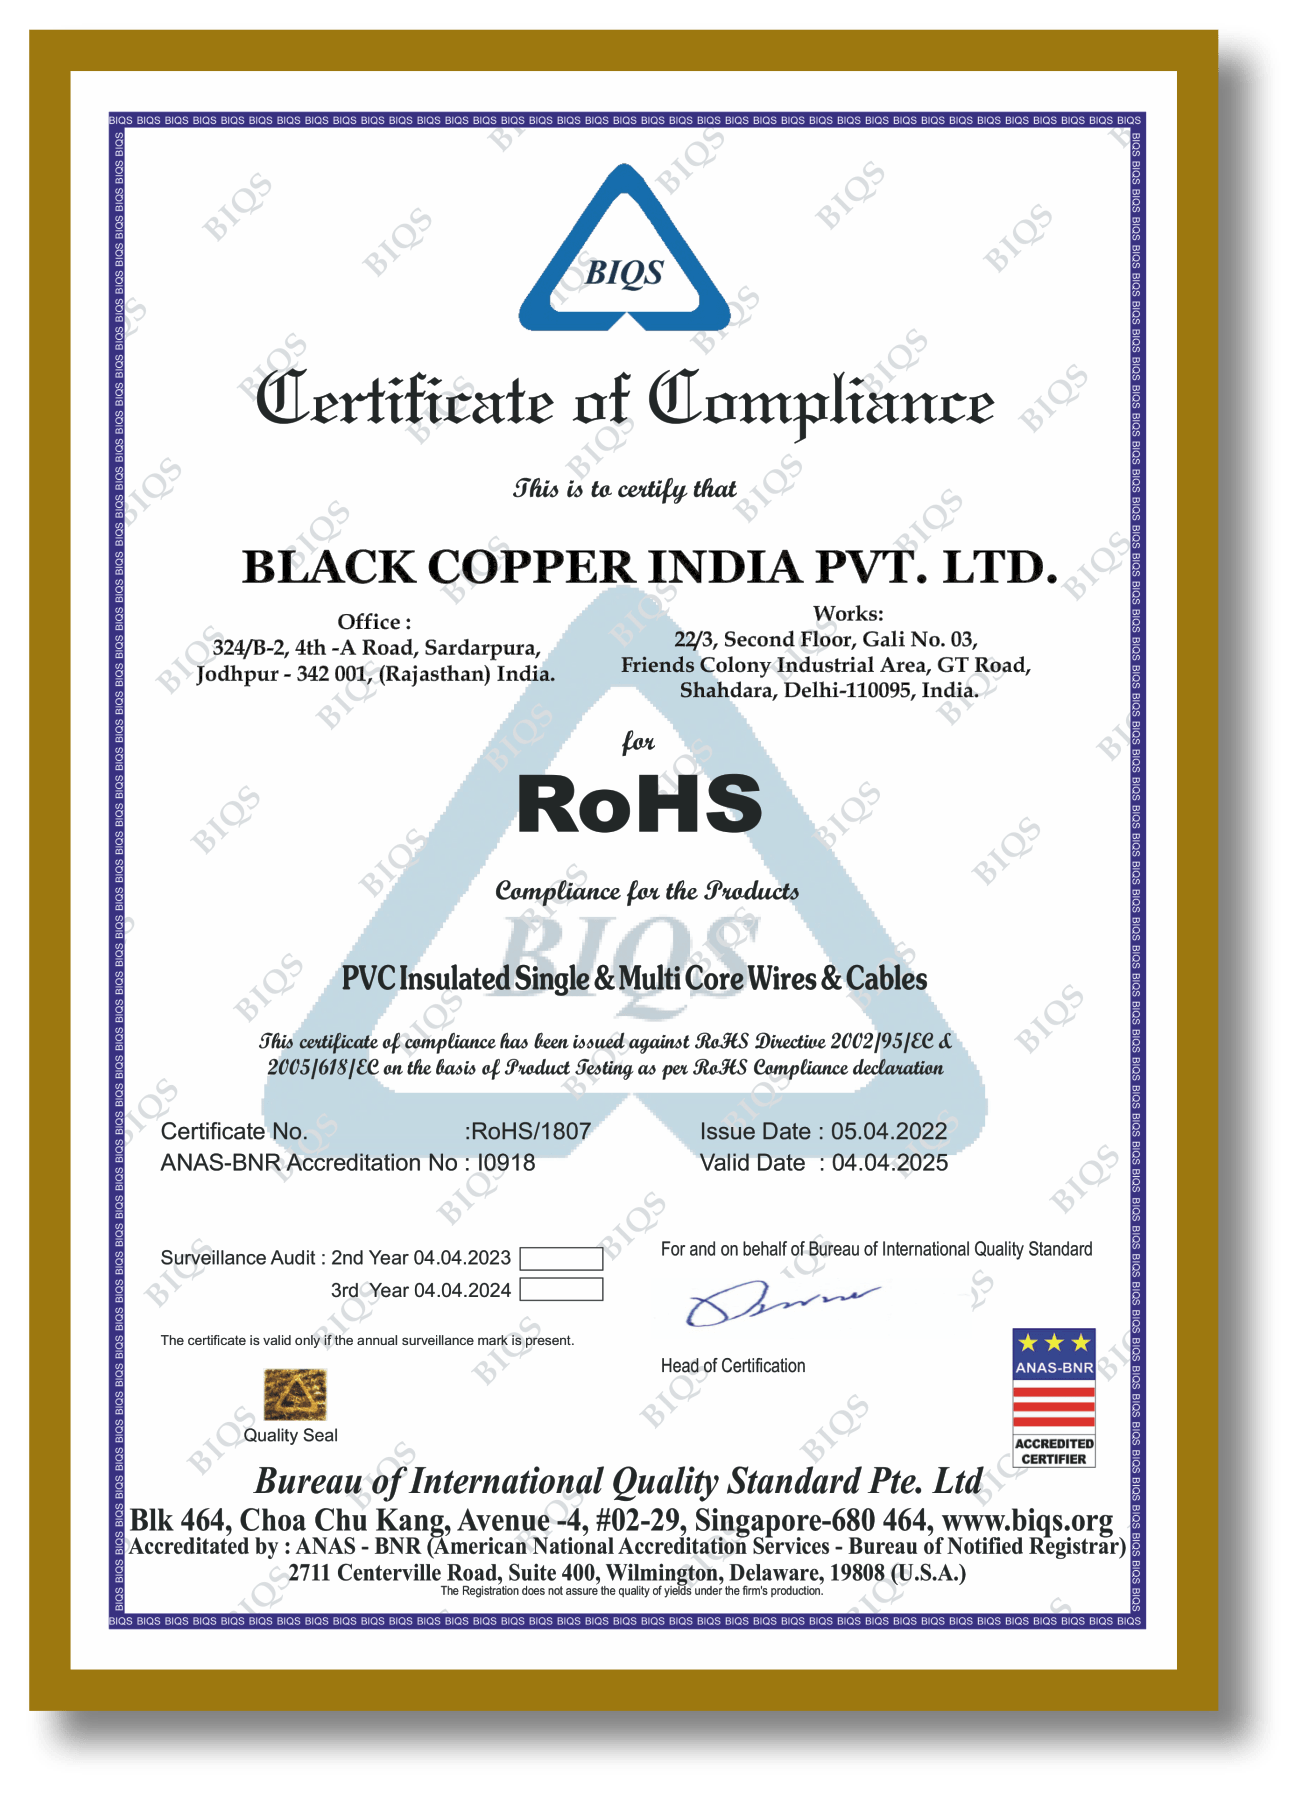 BIQS
Certificate of Compliance
This is to certify that
BLACK COPPER INDIA PVT. LTD.
Office :
324/B-2, 4th -A Road, Sardarpura,
Jodhpur - 342 001, (Rajasthan) India.
Works:
22/3, Second Floor, Gali No. 03,
Friends Colony Industrial Area, GT Road,
Shahdara, Delhi-110095, India.
for
RoHS
Compliance for the Products
BIQS
PVC Insulated Single & Multi Core Wires & Cables
This certificate of compliance has been issued against RoHS Directive 2002/95/EC &
2005/618/EC on the basis of Product Testing as per RoHS Compliance declaration
Certificate No. :RoHS/1807
ANAS-BNR Accreditation No : I0918
Issue Date : 05.04.2022
Valid Date : 04.04.2025
Surveillance Audit : 2nd Year 04.04.2023
3rd Year 04.04.2024
The certificate is valid only if the annual surveillance mark is present.
Quality Seal
For and on behalf of Bureau of International Quality Standard
Head of Certification
ANAS-BNR
ACCREDITED
CERTIFIER
Bureau of International Quality Standard Pte. Ltd
Blk 464, Choa Chu Kang, Avenue -4, #02-29, Singapore-680 464, www.biqs.org
Accreditated by : ANAS - BNR (American National Accreditation Services - Bureau of Notified Registrar)
2711 Centerville Road, Suite 400, Wilmington, Delaware, 19808 (U.S.A.)
The Registration does not assure the quality of yields under the firm's production.